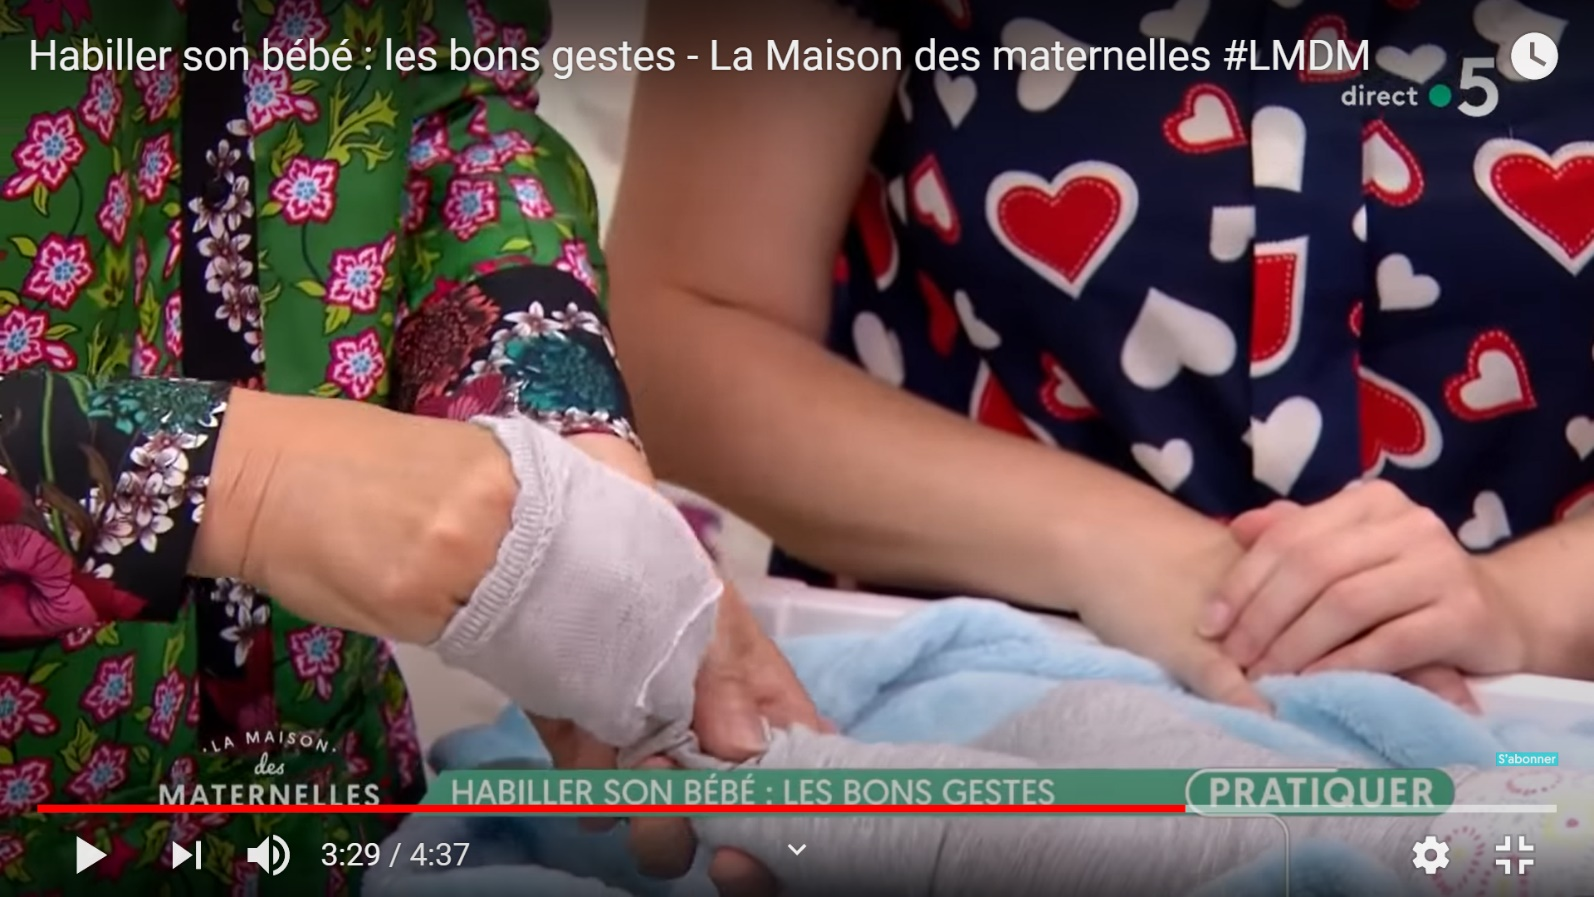 Habiller son bébé : les bons gestes - La Maison des maternelles #LMDM
direct 5
S'abonner
LA MAISON
des
MATERNELLES
HABILLER SON BÉBÉ : LES BONS GESTES
PRATIQUER
3:29 / 4:37